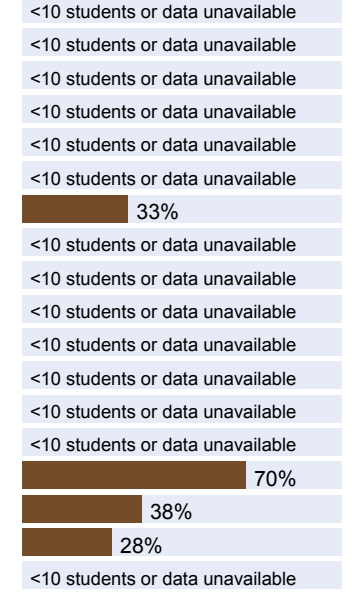 <10 students or data unavailable
<10 students or data unavailable
<10 students or data unavailable
<10 students or data unavailable
<10 students or data unavailable
<10 students or data unavailable
33%
<10 students or data unavailable
<10 students or data unavailable
<10 students or data unavailable
<10 students or data unavailable
<10 students or data unavailable
<10 students or data unavailable
<10 students or data unavailable
70%
38%
28%
<10 students or data unavailable